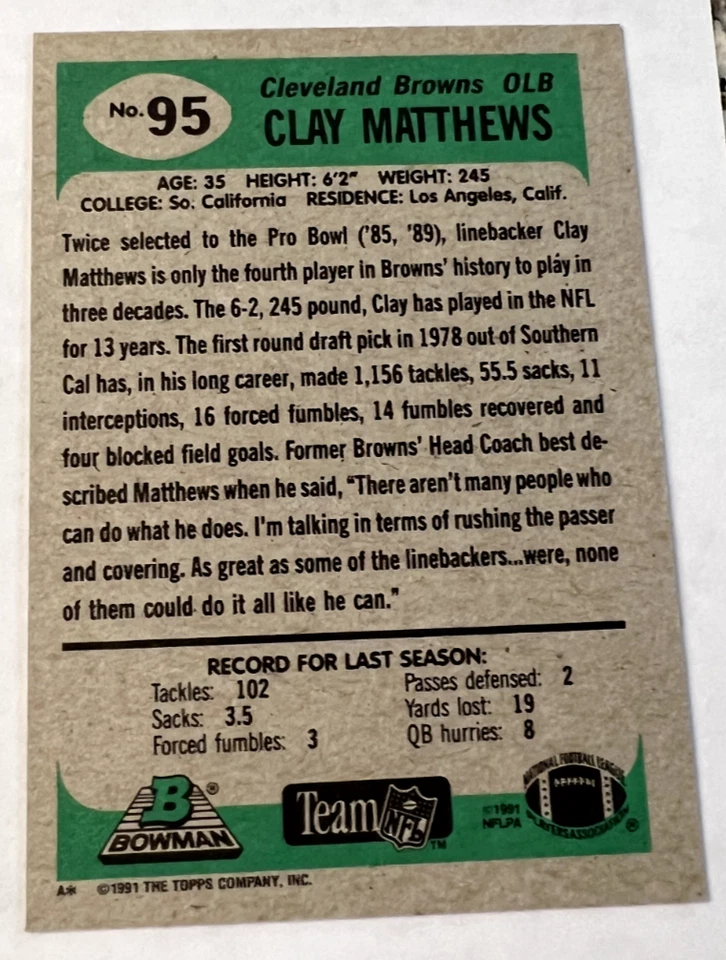 No. 95
Cleveland Browns OLB
CLAY MATTHEWS
AGE: 35 HEIGHT: 6'2" WEIGHT: 245
COLLEGE: So. California RESIDENCE: Los Angeles, Calif.
Twice selected to the Pro Bowl ('85, '89), linebacker Clay
Matthews is only the fourth player in Browns' history to play in
three decades. The 6-2, 245 pound, Clay has played in the NFL
for 13 years. The first round draft pick in 1978 out of Southern
Cal has, in his long career, made 1,156 tackles, 55.5 sacks, 11
interceptions, 16 forced fumbles, 14 fumbles recovered and
four blocked field goals. Former Browns' Head Coach best de-
scribed Matthews when he said, "There aren't many people who
can do what he does. I'm talking in terms of rushing the passer
and covering. As great as some of the linebackers...were, none
of them could do it all like he can."
RECORD FOR LAST SEASON:
Tackles: 102
Sacks: 3.5
Forced fumbles: 3
Passes defensed: 2
Yards lost: 19
QB hurries: 8
B®
BOWMAN
Team NFL™
©1991
NFLPA
NATIONAL FOOTBALL LEAGUE
PLAYERS ASSOCIATION ®
A* ©1991 THE TOPPS COMPANY, INC.